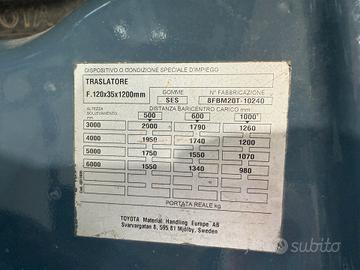 DISPOSITIVO O CONDIZIONE SPECIALE D'IMPIEGO
TRASLATORE
F.120x35x1200mm
GOMME
SES
N° FABBRICAZIONE
8FBM20T-10240
ALTEZZA SOLLEVAMENTO mm
DISTANZA BARICENTRO CARICO mm
500 600 1000
3000 2000 1790 1260
4000 1950 1740 1200
5000 1750 1550 1070
6000 1550 1340 980
PORTATA REALE kg
TOYOTA Material Handling Europe AB
Svarvargatan 8, 595 81 Mjölby, Sweden
subito